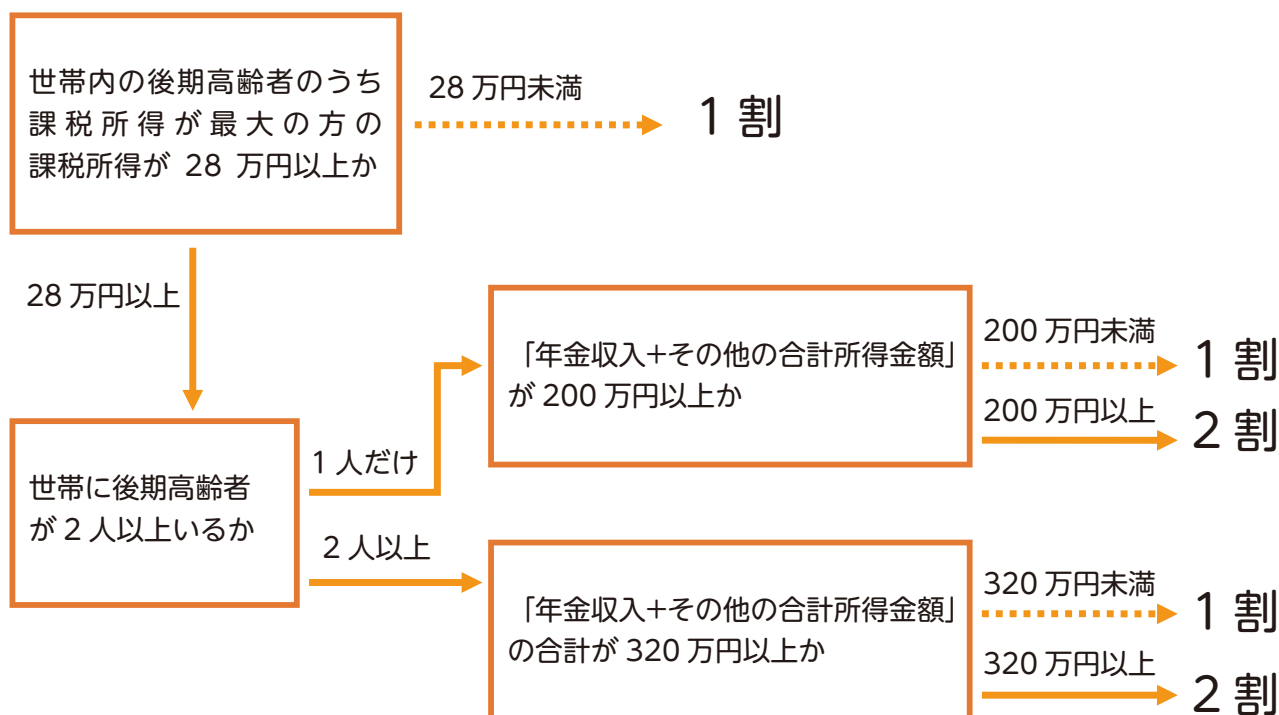 世帯内の後期高齢者のうち
課税所得が最大の方の
課税所得が 28 万円以上か
28 万円未満
1 割
28 万円以上
世帯に後期高齢者
が 2 人以上いるか
1 人だけ
「年金収入+その他の合計所得金額」
が 200 万円以上か
200 万円未満
1 割
200 万円以上
2 割
2 人以上
「年金収入+その他の合計所得金額」
の合計が 320 万円以上か
320 万円未満
1 割
320 万円以上
2 割